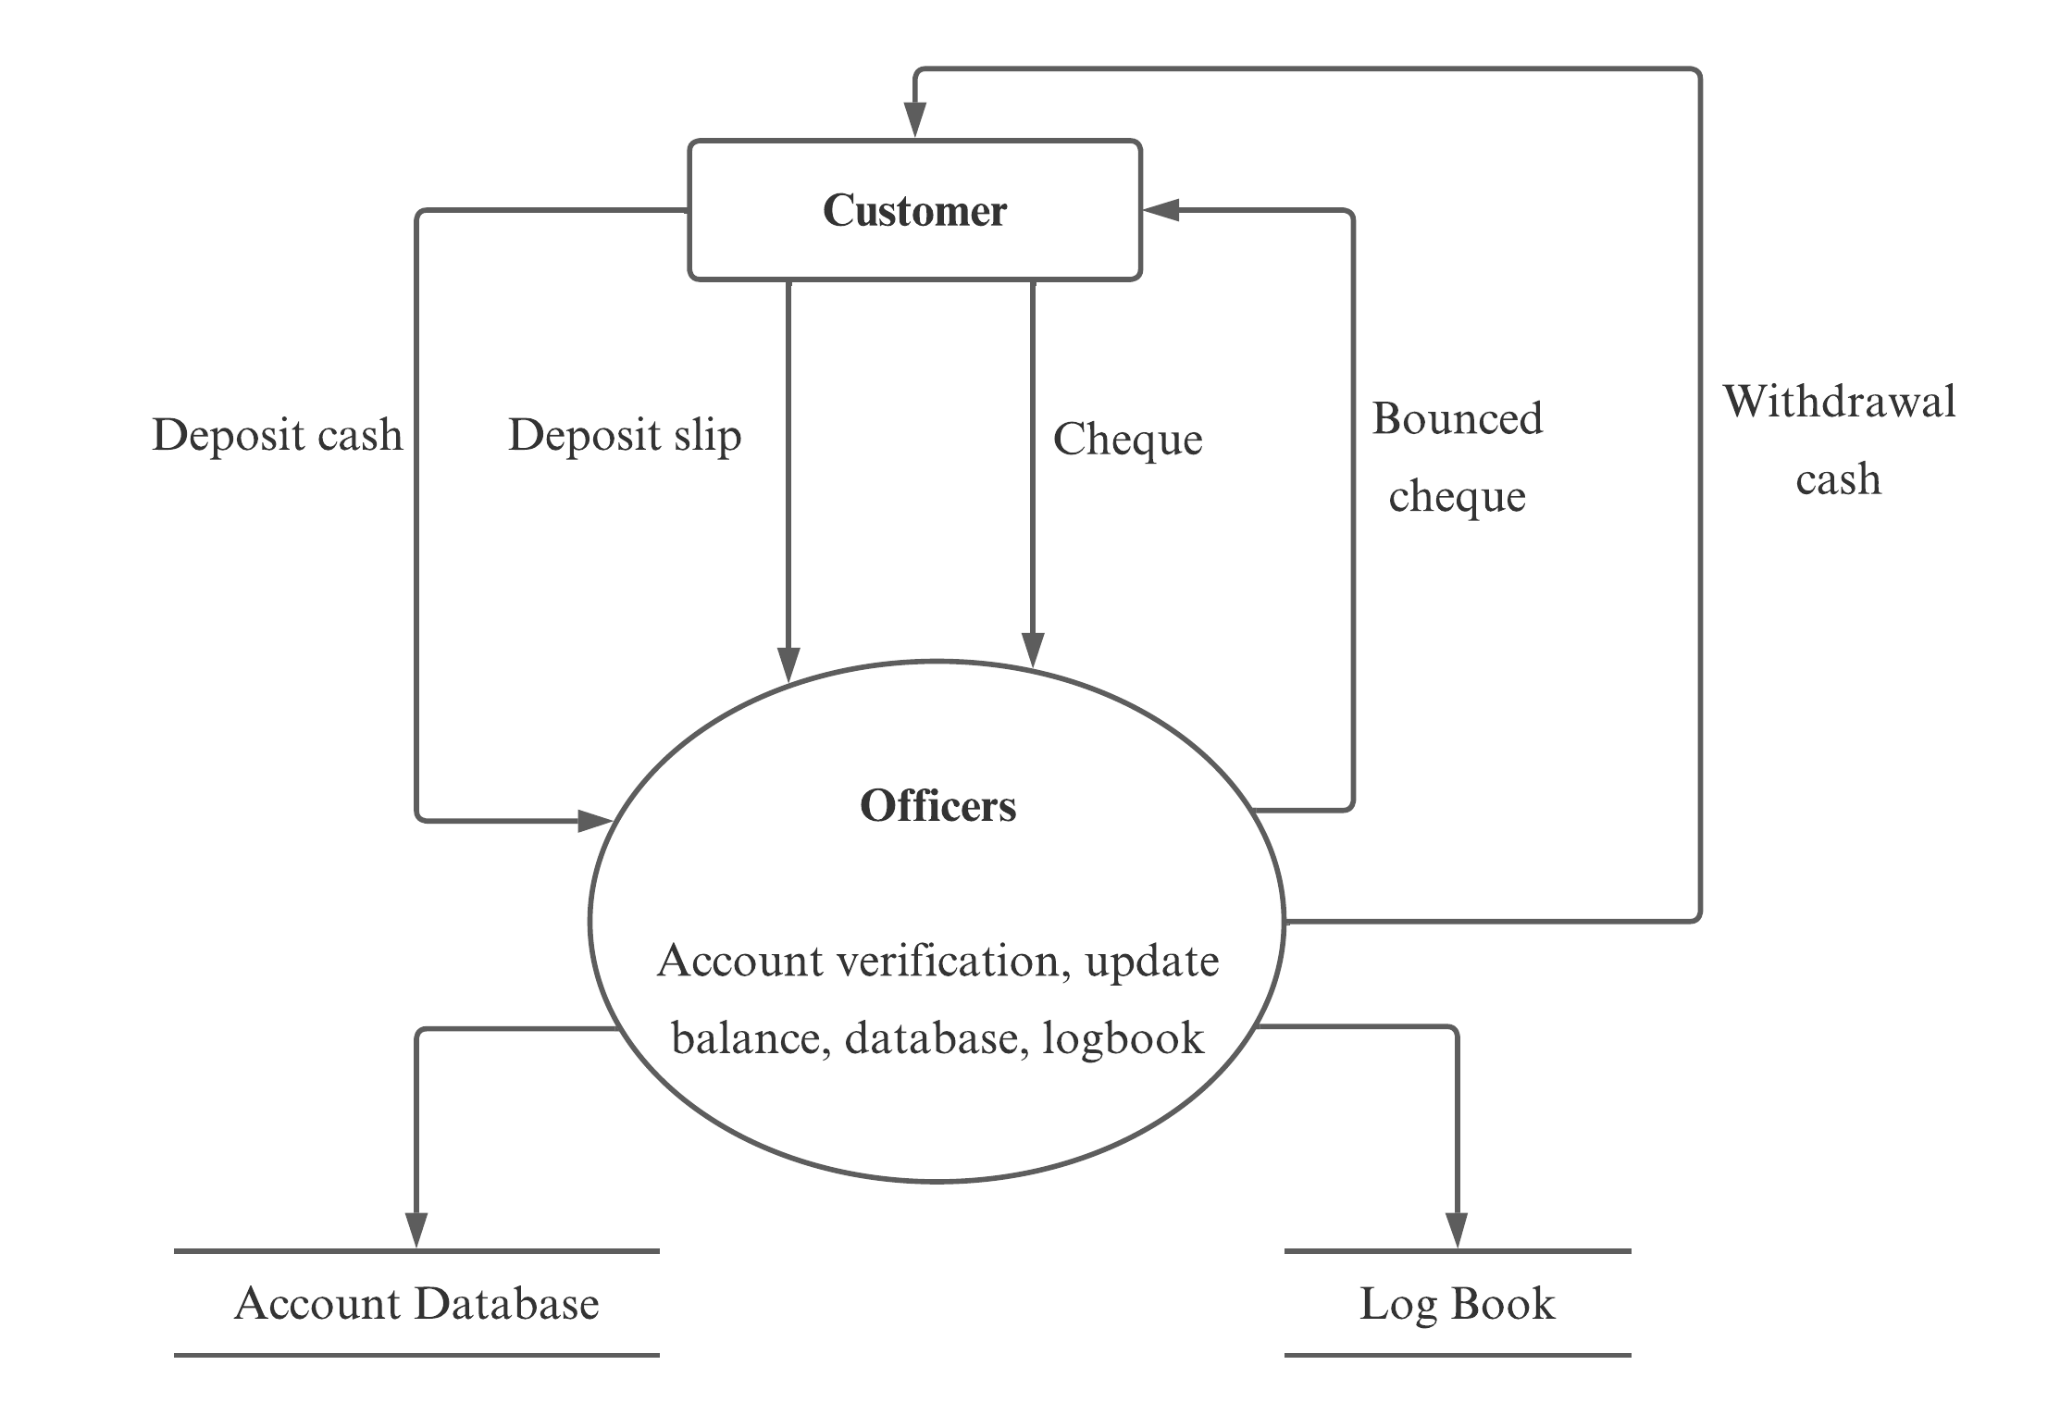 Customer
Deposit cash
Deposit slip
Cheque
Bounced
cheque
Withdrawal
cash
Officers
Account verification, update
balance, database, logbook
Account Database
Log Book